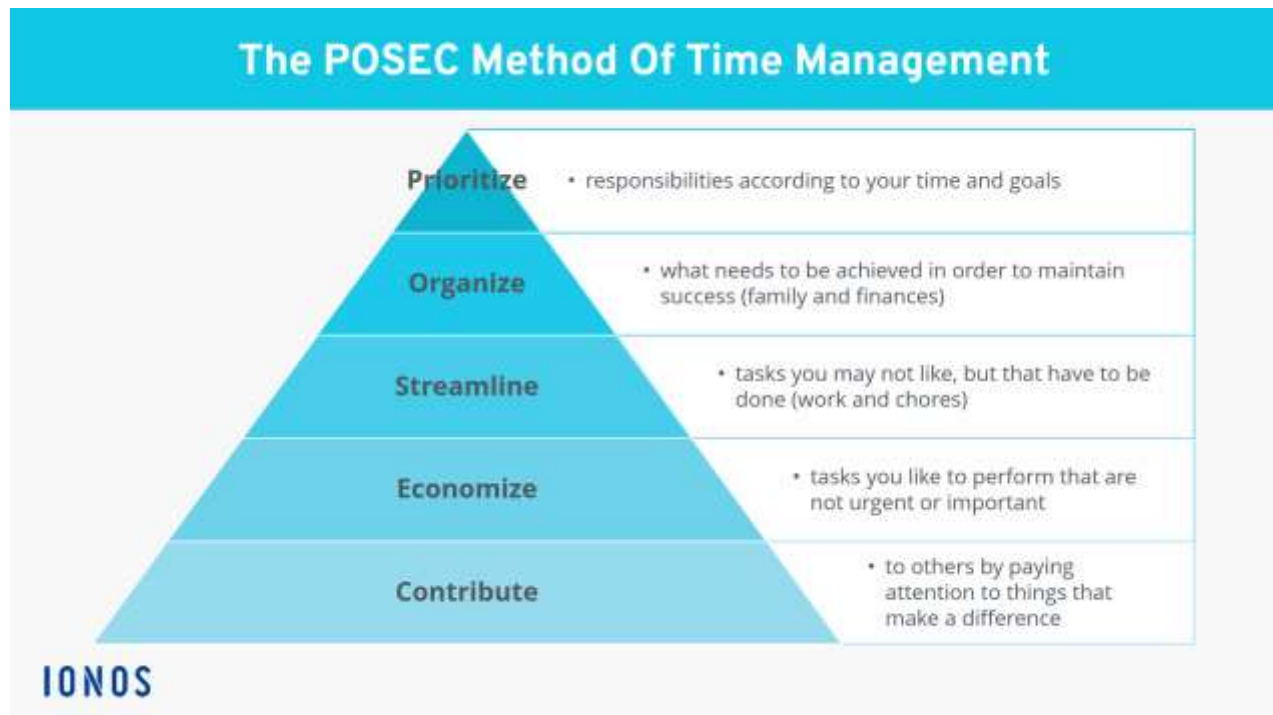 The POSEC Method Of Time Management
Prioritize
• responsibilities according to your time and goals
Organize
• what needs to be achieved in order to maintain
success (family and finances)
Streamline
• tasks you may not like, but that have to be
done (work and chores)
Economize
• tasks you like to perform that are
not urgent or important
Contribute
• to others by paying
attention to things that
make a difference
IONOS